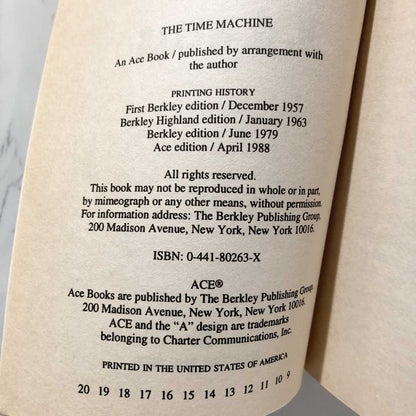 THE TIME MACHINE
An Ace Book / published by arrangement with
the author
PRINTING HISTORY
First Berkley edition / December 1957
Berkley Highland edition / January 1963
Berkley edition / June 1979
Ace edition / April 1988
All rights reserved.
This book may not be reproduced in whole or in part,
by mimeograph or any other means, without permission.
For information address: The Berkley Publishing Group,
200 Madison Avenue, New York, New York 10016.
ISBN: 0-441-80263-X
ACE®
Ace Books are published by The Berkley Publishing Group,
200 Madison Avenue, New York, New York 10016.
ACE and the “A” design are trademarks
belonging to Charter Communications, Inc.
PRINTED IN THE UNITED STATES OF AMERICA
20 19 18 17 16 15 14 13 12 11 10 9